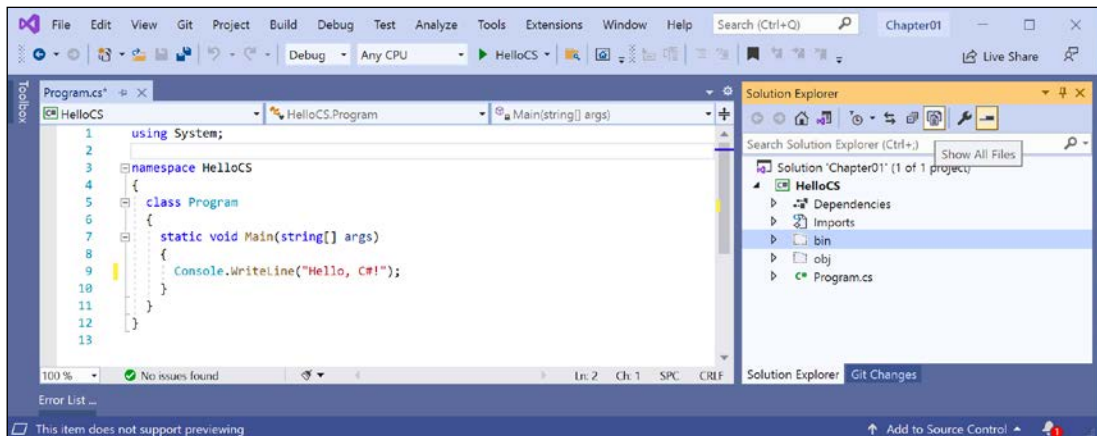 File Edit View Git Project Build Debug Test Analyze Tools Extensions Window Help Search (Ctrl+Q) Chapter01
Debug Any CPU HelloCS Live Share
Toolbox
Program.cs*
HelloCS HelloCS.Program Main(string[] args)
1 using System;
2
3 namespace HelloCS
4 {
5 class Program
6 {
7 static void Main(string[] args)
8 {
9 Console.WriteLine("Hello, C#!");
10 }
11 }
12 }
13
100 % No issues found Ln: 2 Ch: 1 SPC CRLF
Error List ...
Solution Explorer
Search Solution Explorer (Ctrl+;)
Show All Files
Solution 'Chapter01' (1 of 1 project)
C# HelloCS
Dependencies
Imports
bin
obj
C# Program.cs
Solution Explorer Git Changes
This item does not support previewing Add to Source Control 1